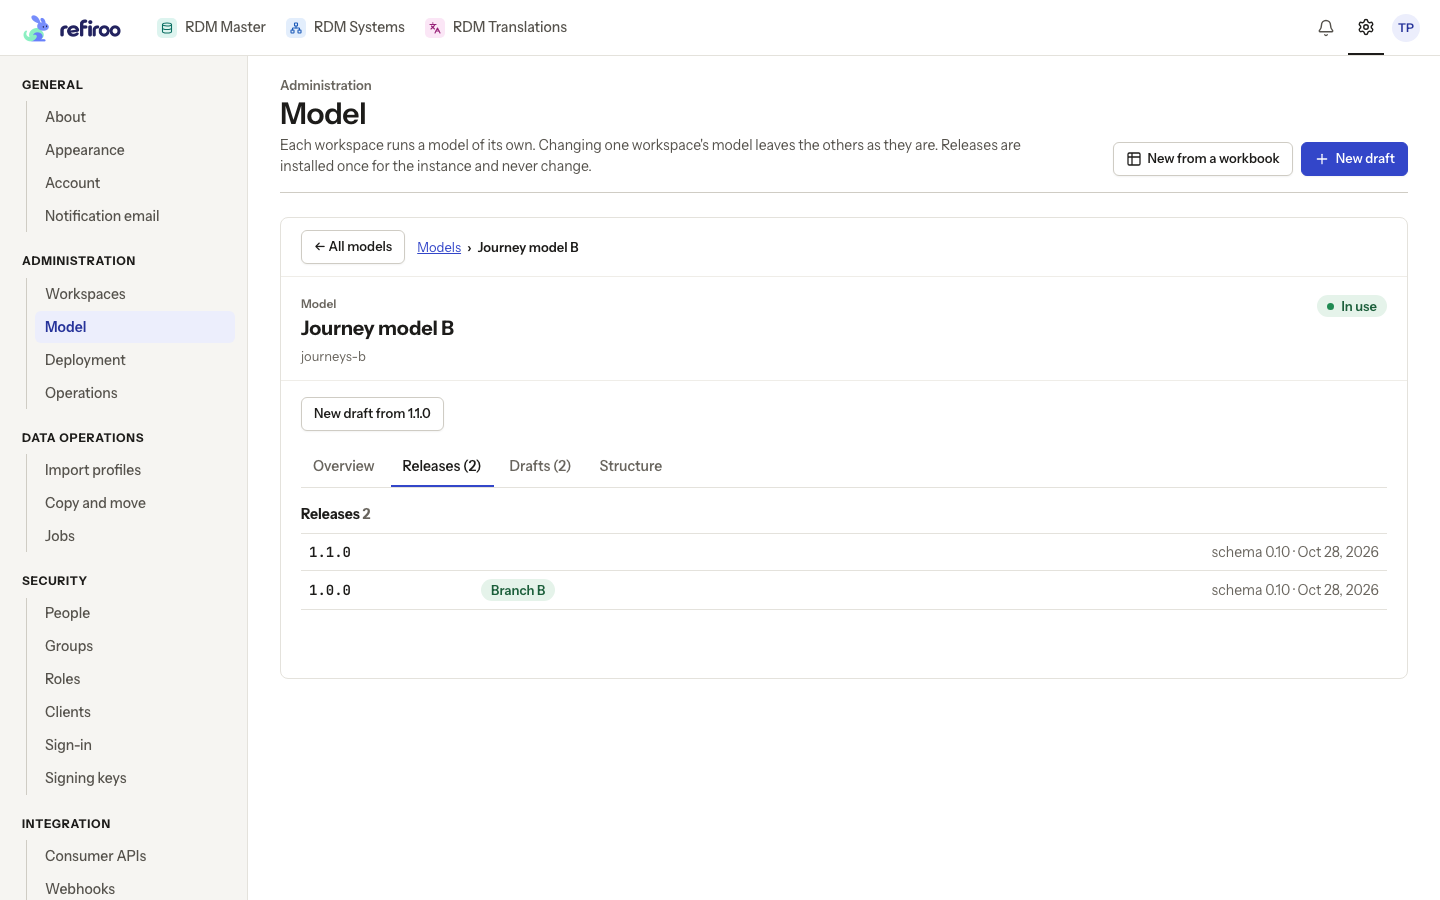 refiroo
RDM Master
RDM Systems
RDM Translations
TP
GENERAL
About
Appearance
Account
Notification email
ADMINISTRATION
Workspaces
Model
Deployment
Operations
DATA OPERATIONS
Import profiles
Copy and move
Jobs
SECURITY
People
Groups
Roles
Clients
Sign-in
Signing keys
INTEGRATION
Consumer APIs
Webhooks
Administration
Model
Each workspace runs a model of its own. Changing one workspace's model leaves the others as they are. Releases are
installed once for the instance and never change.
New from a workbook
+ New draft
← All models
Models › Journey model B
Model
Journey model B
journeys-b
In use
New draft from 1.1.0
Overview
Releases (2)
Drafts (2)
Structure
Releases 2
1.1.0 schema 0.10 · Oct 28, 2026
1.0.0 Branch B schema 0.10 · Oct 28, 2026